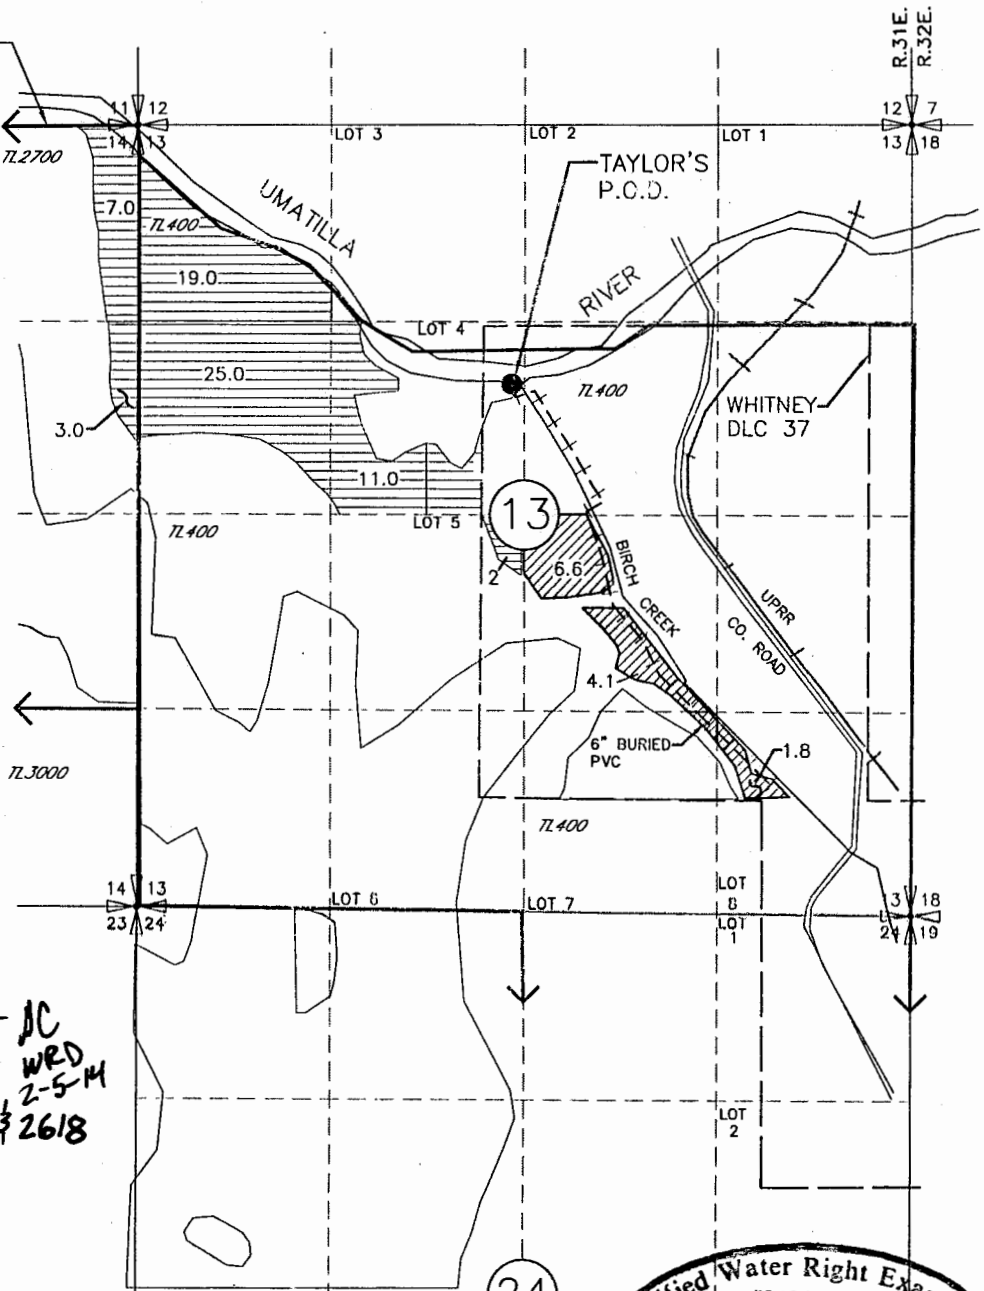 R.31E.
R.32E.
11 12
14 13
12 7
13 18
LOT 3
LOT 2
LOT 1
TL2700
TAYLOR'S
P.O.D.
7.0
TL400
UMATILLA
19.0
RIVER
LOT 4
25.0
TL400
WHITNEY
DLC 37
3.0
11.0
13
LOT 5
TL400
BIRCH
CREEK
6.6
2
UPRR
CO. ROAD
4.1
6" BURIED
PVC
1.8
TL3000
TL400
14 13
23 24
LOT 6
LOT 7
LOT
8
LOT
1
13 18
24 19
WRD
2-5-14
2618
LOT
2
24
Water Right